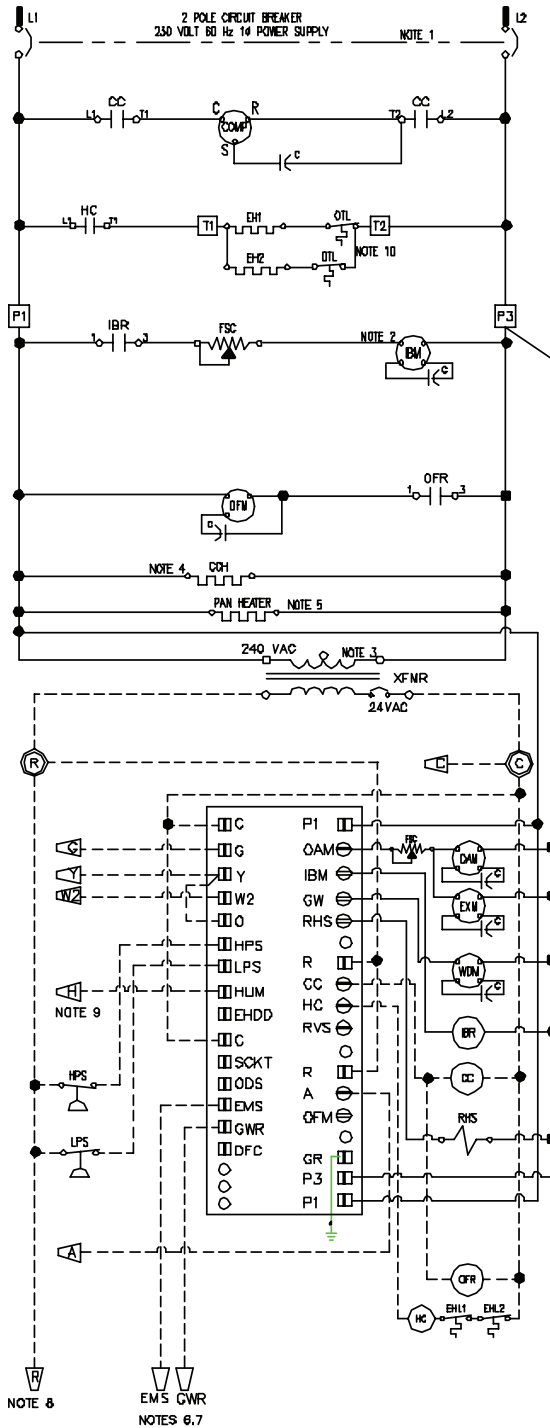 L1 2 POLE CIRCUIT BREAKER L2
230 VOLT 60 Hz 1Ø POWER SUPPLY NOTE 1
CC C R CC
L1 T1 COMP T2 L2
S C
HC
L1 T1 T1 EH1 OTL T2
NOTE 10
EH2 OTL
P1 P3
IBR FSC NOTE 2
1 3 IBM
C
OFR
1 3
OFM
C
NOTE 4 CCH
PAN HEATER NOTE 5
240 VAC NOTE 3
XFMR
24VAC
R C C
C P1 FSC
G G OAM OAM
C
Y Y IBM
W2 W2 GW EXM
C
O RHS
HPS
LPS R WDM
C
H HUM CC
NOTE 9 EHDD HC
RVS IBR
C
SCKT R CC
HPS ODS
EMS A
GWR OFM RHS
LPS DFC
GR
P3
P1
A
OFR
HC EHL1 EHL2
R
NOTE 8 EMS GWR
NOTES 6,7